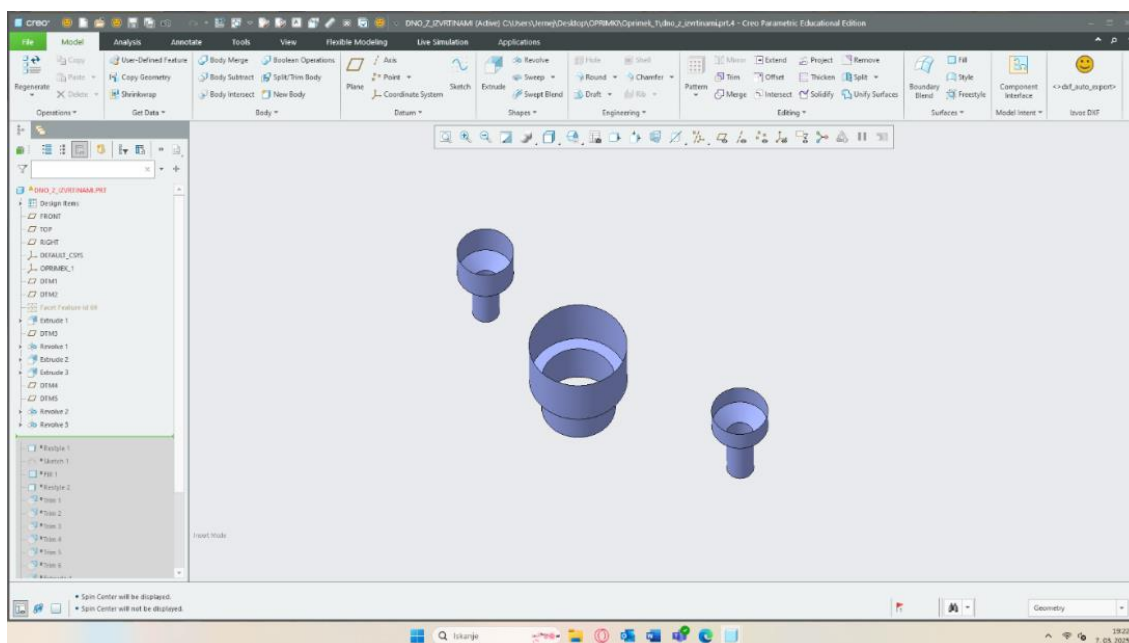 creo
DNO_Z_IZVRTINAMI (Active) C:\Users\Jernej\Desktop\OPRIMKI\Oprimek_1\dno_z_izvrtinami.prt.4 - Creo Parametric Educational Edition
File Model Analysis Annotate Tools View Flexible Modeling Live Simulation Applications
Copy User-Defined Feature Body Merge Boolean Operations Axis Revolve Hole Shell Mirror Extend Project Remove Fill
Paste Copy Geometry Body Subtract Split/Trim Body Point Sweep Round Chamfer Trim Offset Thicken Split Style
Regenerate Delete Shrinkwrap Body Intersect New Body Plane Coordinate System Sketch Extrude Swept Blend Draft Rib Pattern Merge Intersect Solidify Unify Surfaces Boundary Blend Freestyle Component Interface
Operations Get Data Body Datum Shapes Engineering Editing Surfaces Model Intent Izvos DXF
DNO_Z_IZVRTINAMI.PRT
Design Items
FRONT
TOP
RIGHT
DEFAULT_CSYS
OPRIMEK_1
DTM1
DTM2
Extrude 1
DTM3
Revolve 1
Extrude 2
Extrude 3
DTM4
DTM5
Revolve 2
Revolve 3
Restyle 1
Sketch 1
Fill 1
Restyle 2
Trim 1
Trim 2
Trim 3
Trim 4
Trim 5
Trim 6
Insert Mode
• Spin Center will be displayed.
• Spin Center will not be displayed.
Geometry
Iskanje